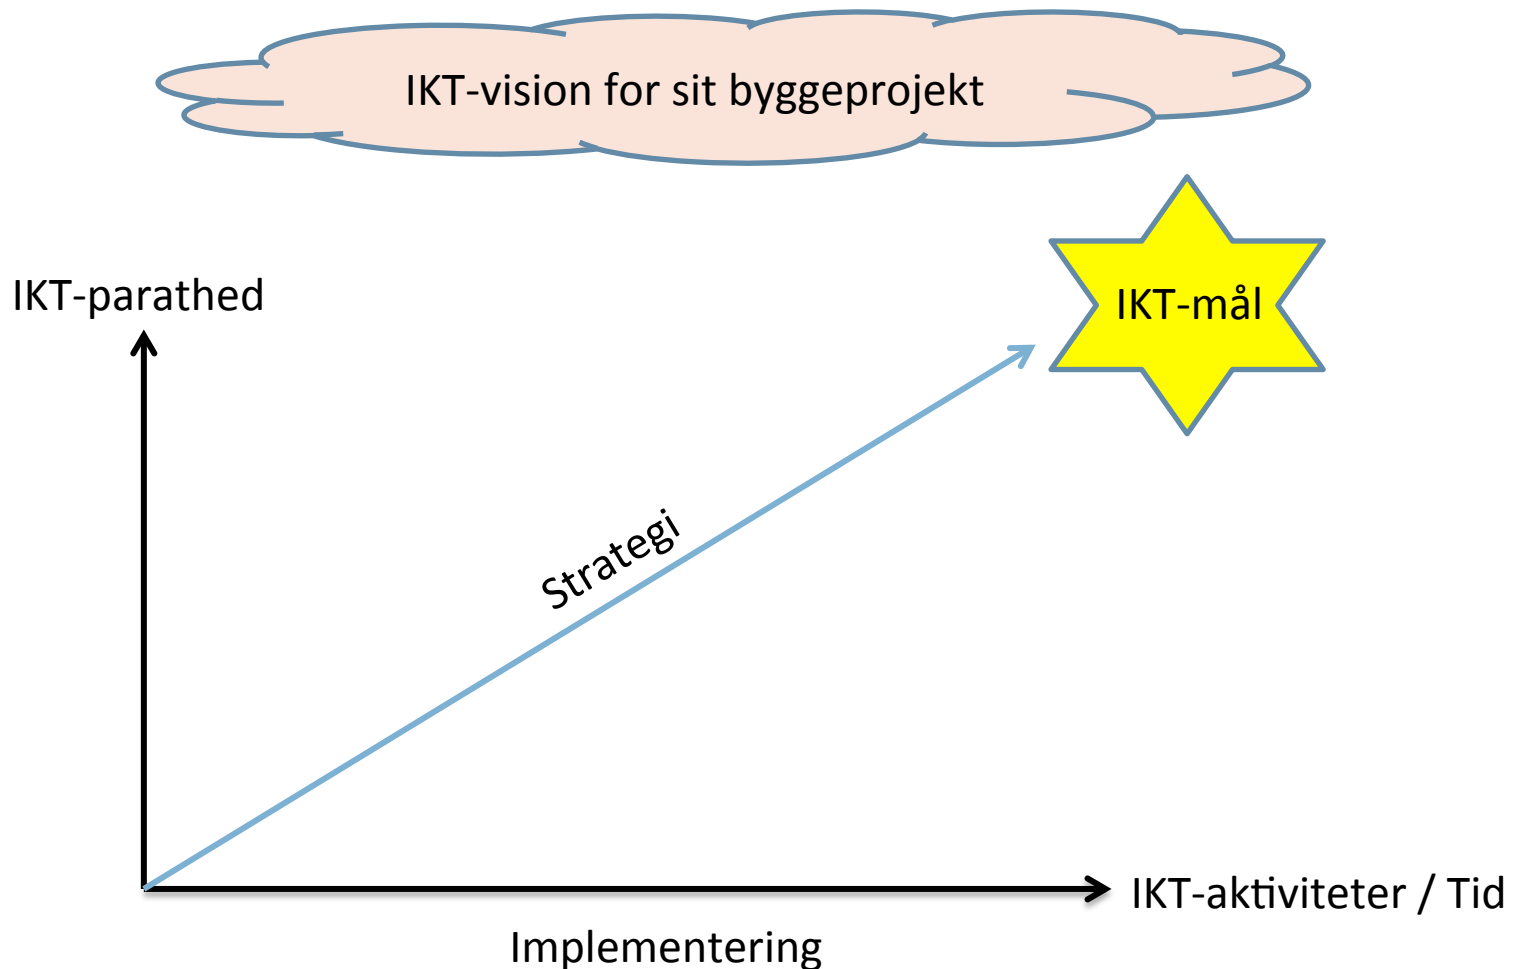 IKT-vision for sit byggeprojekt
IKT-parathed
IKT-mål
Strategi
IKT-aktiviteter / Tid
Implementering